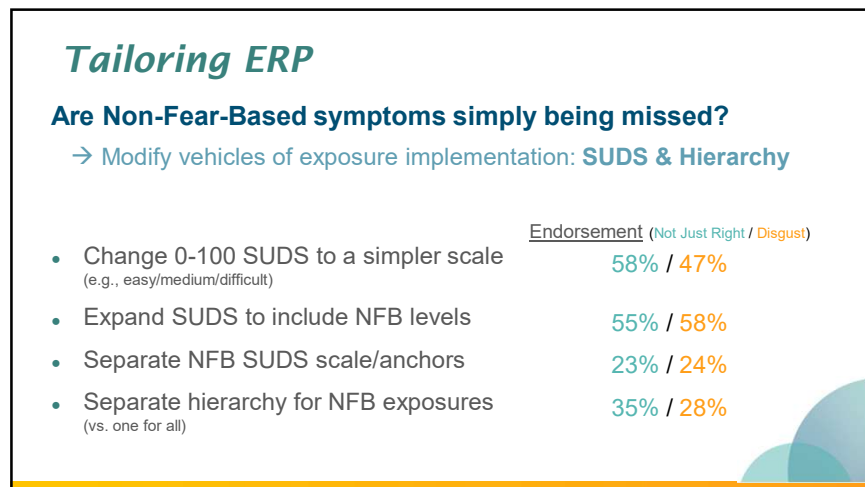 Tailoring ERP
Are Non-Fear-Based symptoms simply being missed?
→ Modify vehicles of exposure implementation: SUDS & Hierarchy
Endorsement (Not Just Right / Disgust)
• Change 0-100 SUDS to a simpler scale
(e.g., easy/medium/difficult)
58% / 47%
• Expand SUDS to include NFB levels
55% / 58%
• Separate NFB SUDS scale/anchors
23% / 24%
• Separate hierarchy for NFB exposures
(vs. one for all)
35% / 28%